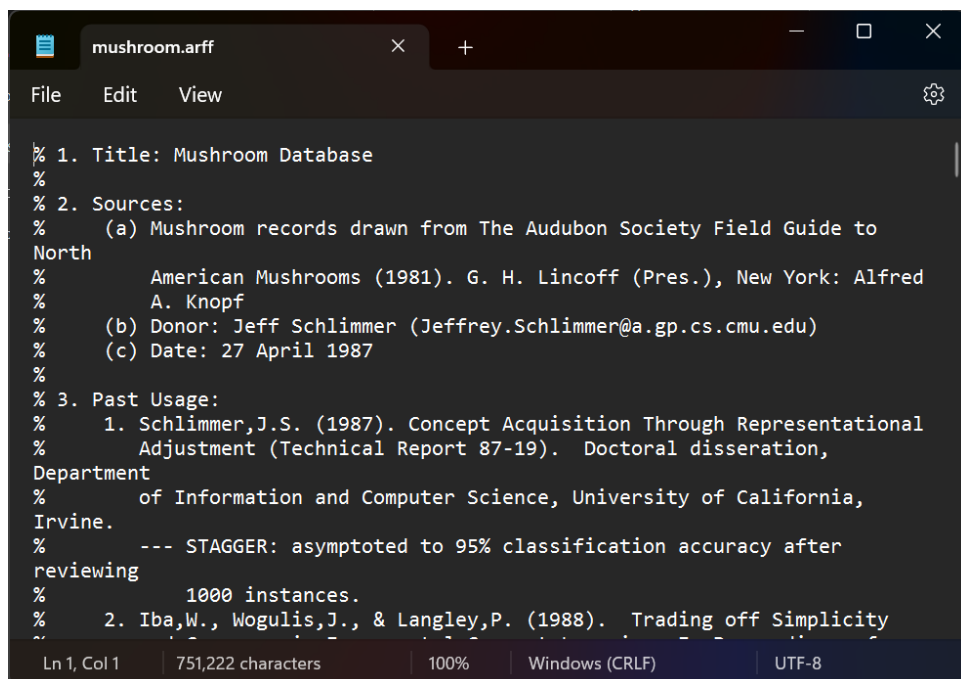 mushroom.arff
File Edit View
% 1. Title: Mushroom Database
%
% 2. Sources:
%     (a) Mushroom records drawn from The Audubon Society Field Guide to
North
%         American Mushrooms (1981). G. H. Lincoff (Pres.), New York: Alfred
%         A. Knopf
%     (b) Donor: Jeff Schlimmer (Jeffrey.Schlimmer@a.gp.cs.cmu.edu)
%     (c) Date: 27 April 1987
%
% 3. Past Usage:
%     1. Schlimmer,J.S. (1987). Concept Acquisition Through Representational
%        Adjustment (Technical Report 87-19).  Doctoral disseration,
Department
%        of Information and Computer Science, University of California,
Irvine.
%        --- STAGGER: asymptoted to 95% classification accuracy after
reviewing
%            1000 instances.
%     2. Iba,W., Wogulis,J., & Langley,P. (1988).  Trading off Simplicity
Ln 1, Col 1 751,222 characters 100% Windows (CRLF) UTF-8